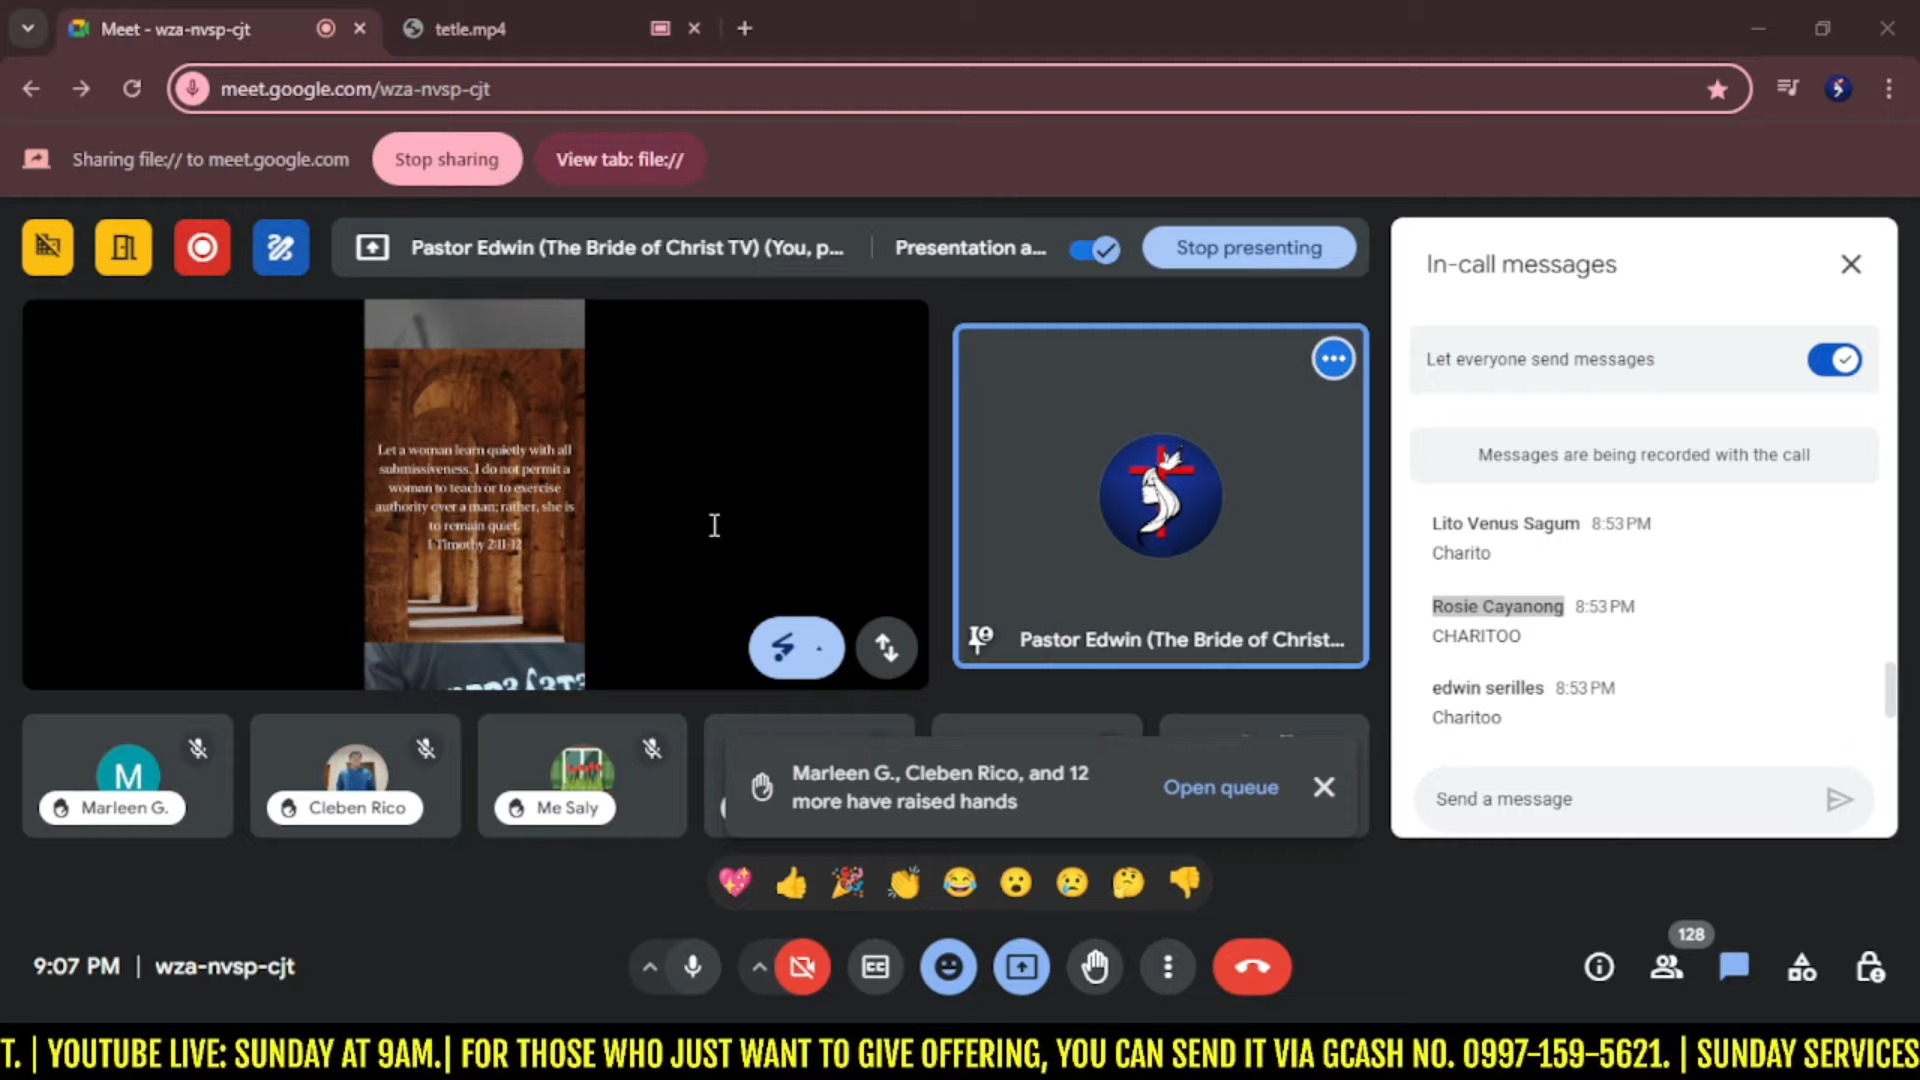 Meet - wza-nvsp-cjt
tetle.mp4
meet.google.com/wza-nvsp-cjt
Sharing file:// to meet.google.com
Stop sharing
View tab: file://
Pastor Edwin (The Bride of Christ TV) (You, p...
Presentation a...
Stop presenting
Let a woman learn quietly with all
submissiveness. I do not permit a
woman to teach or to exercise
authority over a man; rather, she is
to remain quiet.
1 Timothy 2:11-12
Pastor Edwin (The Bride of Christ...
In-call messages
Let everyone send messages
Messages are being recorded with the call
Lito Venus Sagum 8:53 PM
Charito
Rosie Cayanong 8:53 PM
CHARITOO
edwin serilles 8:53 PM
Charitoo
Send a message
M
Marleen G.
Cleben Rico
Me Saly
Marleen G., Cleben Rico, and 12
more have raised hands
Open queue
9:07 PM | wza-nvsp-cjt
128
T. | YOUTUBE LIVE: SUNDAY AT 9AM.| FOR THOSE WHO JUST WANT TO GIVE OFFERING, YOU CAN SEND IT VIA GCASH NO. 0997-159-5621. | SUNDAY SERVICES